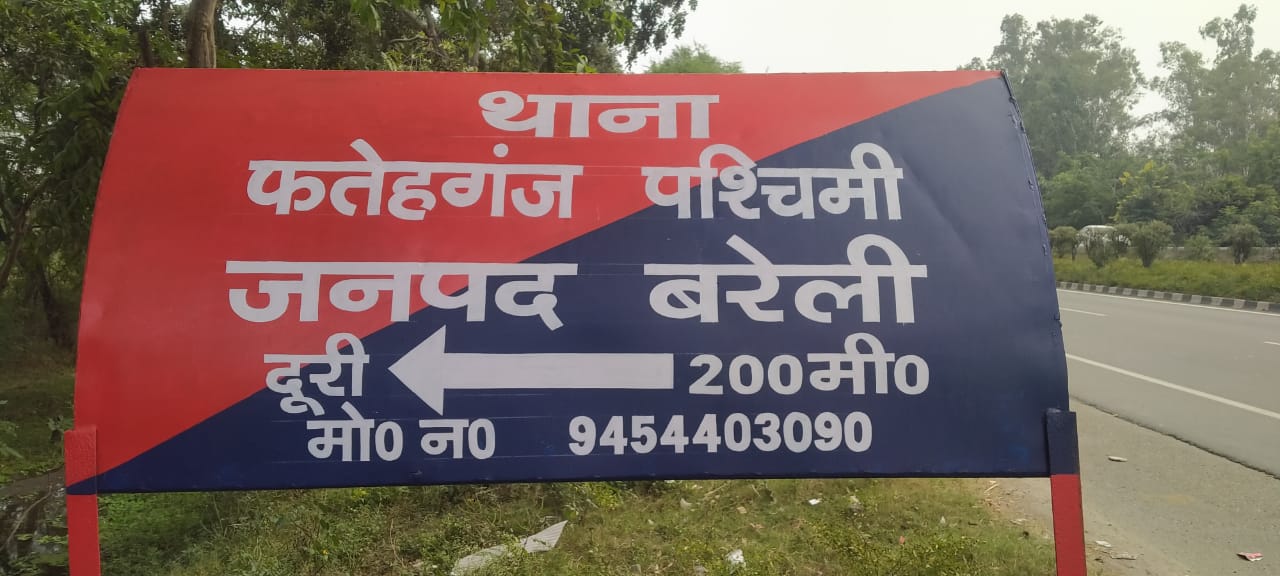 थाना
फतेहगंज पश्चिमी
जनपद बरेली
दूरी 200मी0
मो0 न0 9454403090